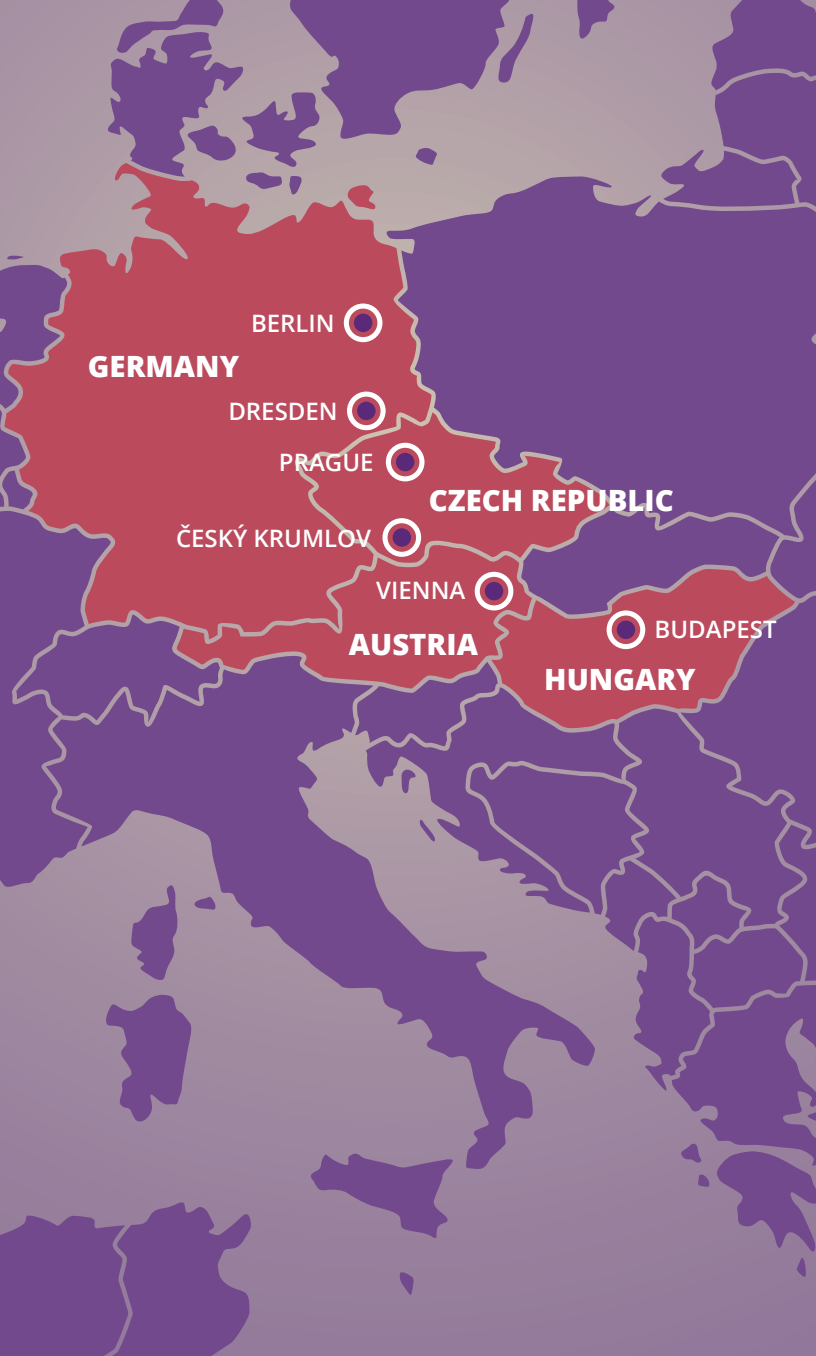 BERLIN
GERMANY
DRESDEN
PRAGUE
CZECH REPUBLIC
ČESKÝ KRUMLOV
VIENNA
BUDAPEST
AUSTRIA
HUNGARY